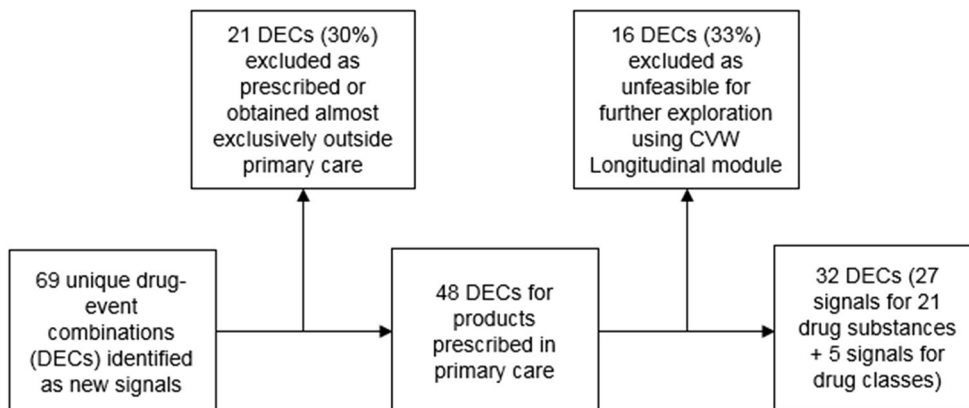 21 DECs (30%)
excluded as
prescribed or
obtained almost
exclusively outside
primary care
16 DECs (33%)
excluded as
unfeasible for
further exploration
using CVW
Longitudinal module
69 unique drug-
event
combinations
(DECs) identified
as new signals
48 DECs for
products
prescribed in
primary care
32 DECs (27
signals for 21
drug substances
+ 5 signals for
drug classes)